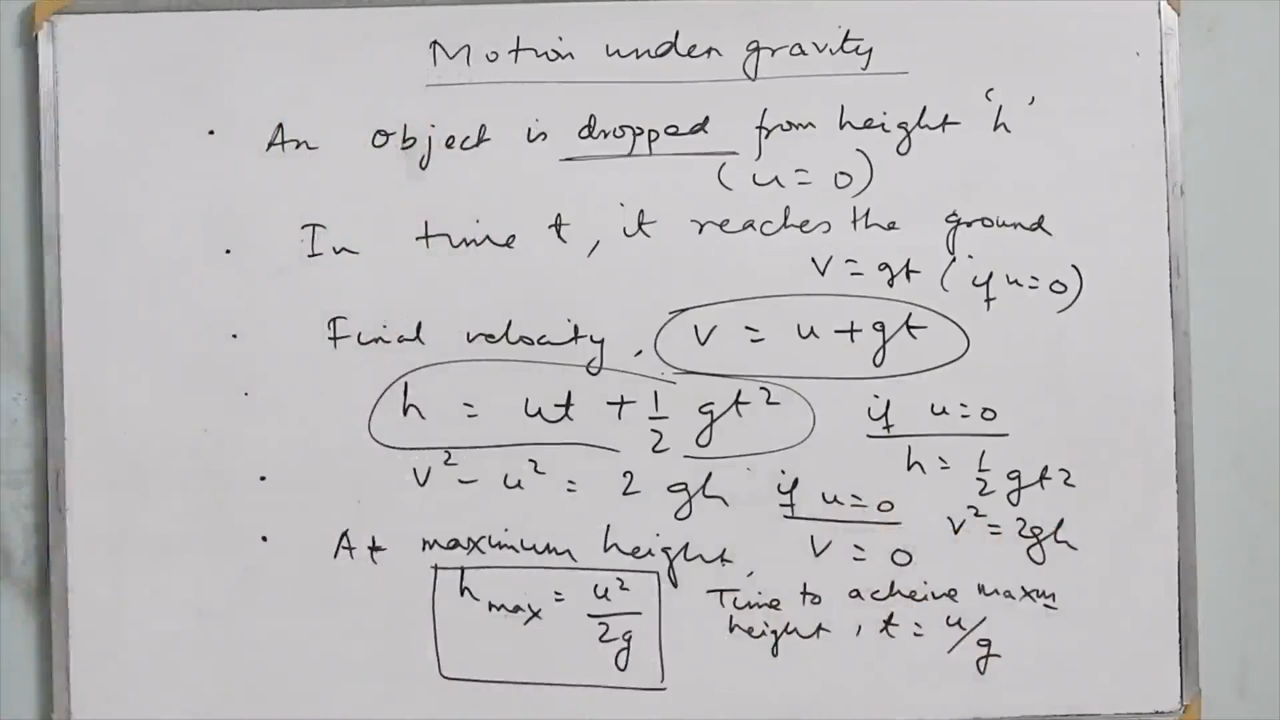 Motion under gravity
• An object is dropped from height 'h'
(u=0)
• In time t, it reaches the ground
v = gt (if u=0)
• Final velocity, v = u + gt
• h = ut + 1/2 gt² if u=0
h = 1/2 gt2
• v² - u² = 2gh if u=0 v² = 2gh
• At maximum height, v = 0
h max = u²/2g Time to acheive maxm
height, t = u/g